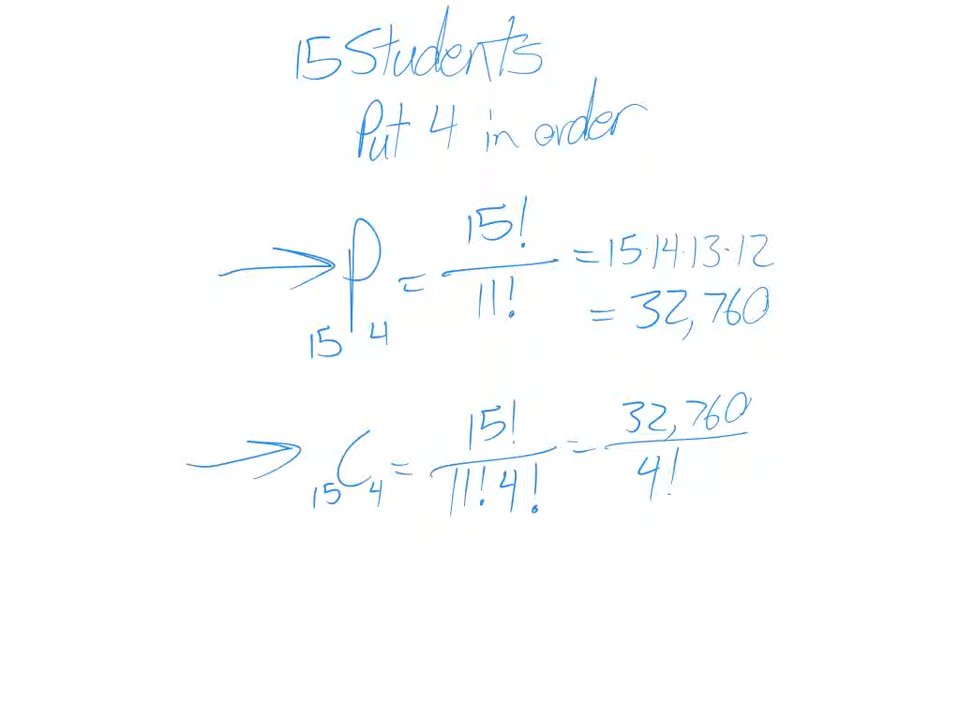 15 Students
Put 4 in order
₁₅P₄ = 15!/11! = 15·14·13·12
= 32,760
₁₅C₄ = 15!/11!4! = 32,760/4!